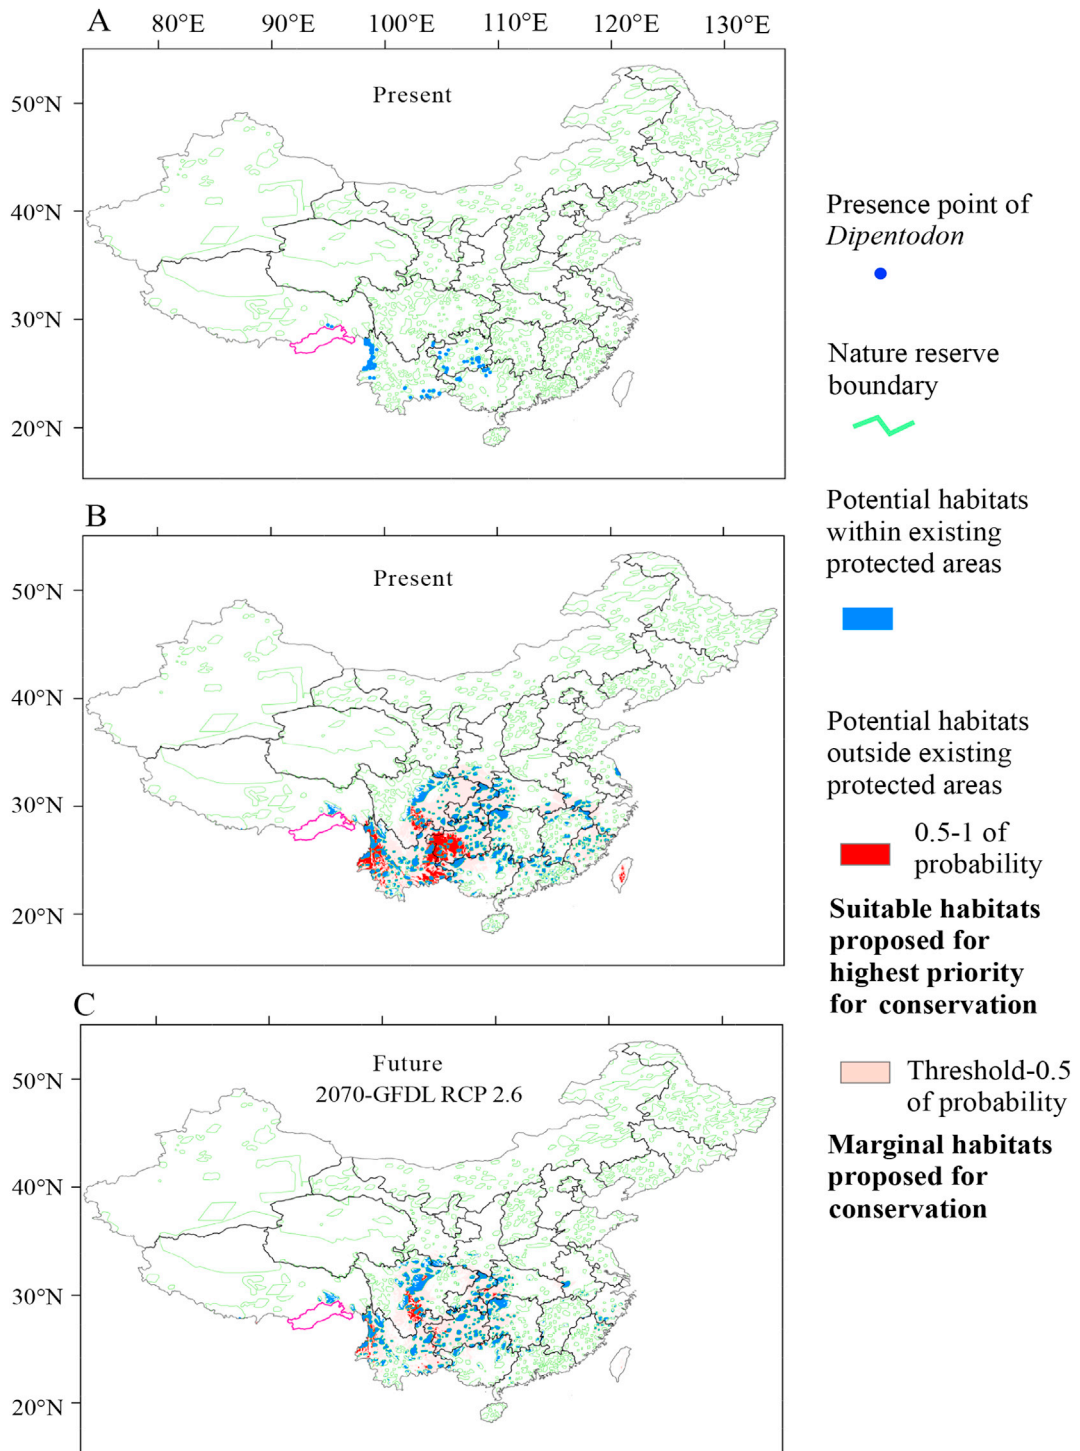 A
80°E
90°E
100°E
110°E
120°E
130°E
50°N
40°N
30°N
20°N
Present
B
50°N
40°N
30°N
20°N
Present
C
50°N
40°N
30°N
20°N
Future
2070-GFDL RCP 2.6
Presence point of
Dipentodon
Nature reserve
boundary
Potential habitats
within existing
protected areas
Potential habitats
outside existing
protected areas
0.5-1 of
probability
Suitable habitats
proposed for
highest priority
for conservation
Threshold-0.5
of probability
Marginal habitats
proposed for
conservation